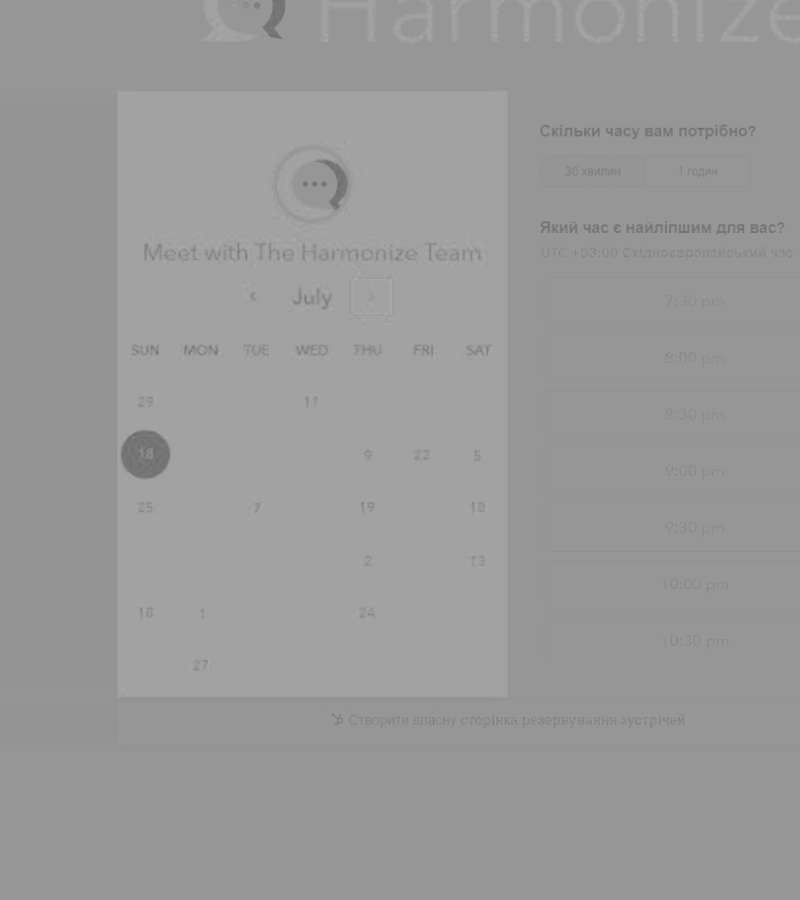 Harmonize
Meet with The Harmonize Team
‹ July ›
SUN MON TUE WED THU FRI SAT
29 11
18 9 22 5
25 7 19 18
2 13
18 1 24
27
Скільки часу вам потрібно?
30 хвилин 1 годин
Який час є найліпшим для вас?
UTC +03:00 Східноєвропейський час
7:30 pm
8:00 pm
8:30 pm
9:00 pm
9:30 pm
10:00 pm
10:30 pm
Створити власну сторінка резервування зустрічей